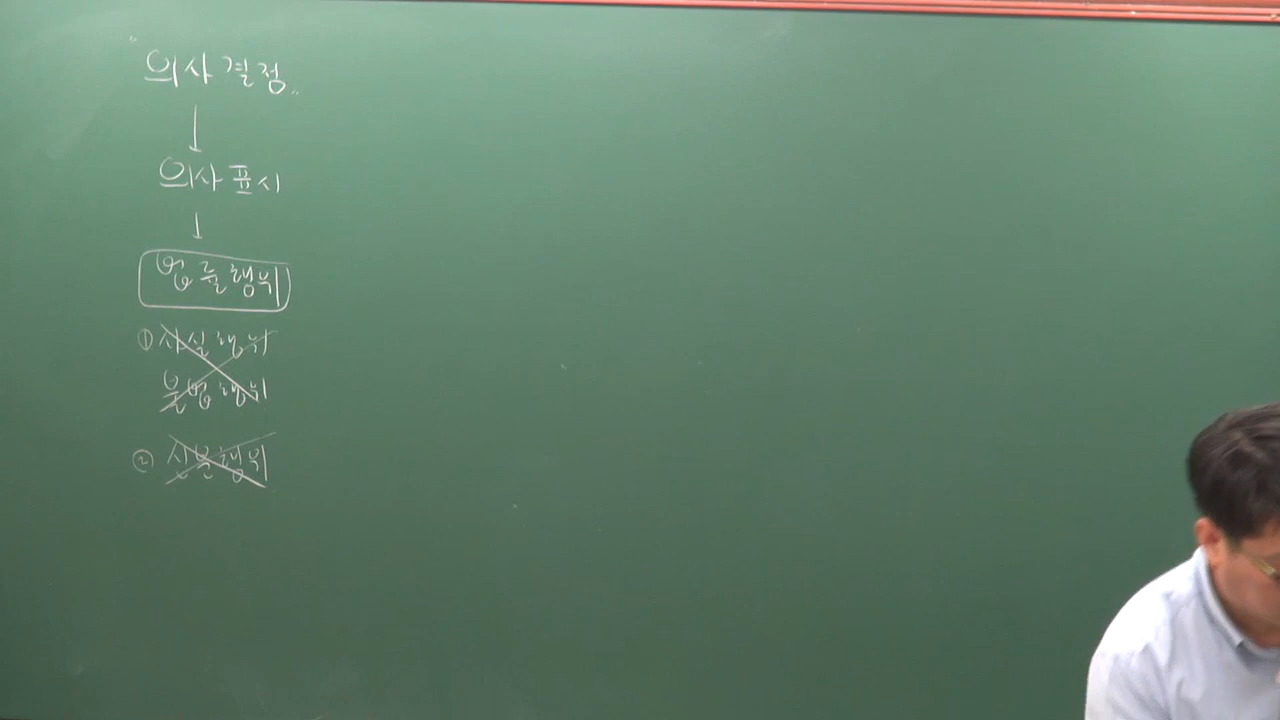 "의사결정"
↓
의사표시
↓
법률행위
① 사실행위
불법행위
② 신분행위